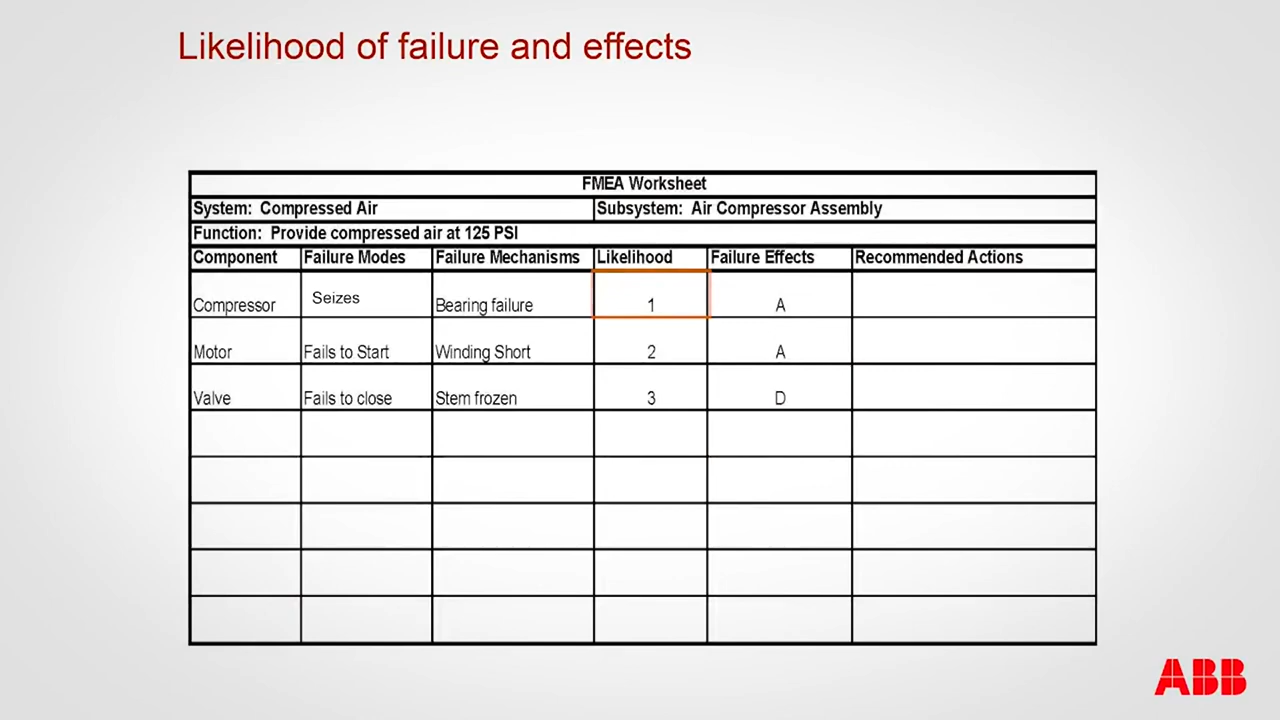 Likelihood of failure and effects
FMEA Worksheet
System: Compressed Air Subsystem: Air Compressor Assembly
Function: Provide compressed air at 125 PSI
Component Failure Modes Failure Mechanisms Likelihood Failure Effects Recommended Actions
Compressor Seizes Bearing failure 1 A
Motor Fails to Start Winding Short 2 A
Valve Fails to close Stem frozen 3 D
ABB